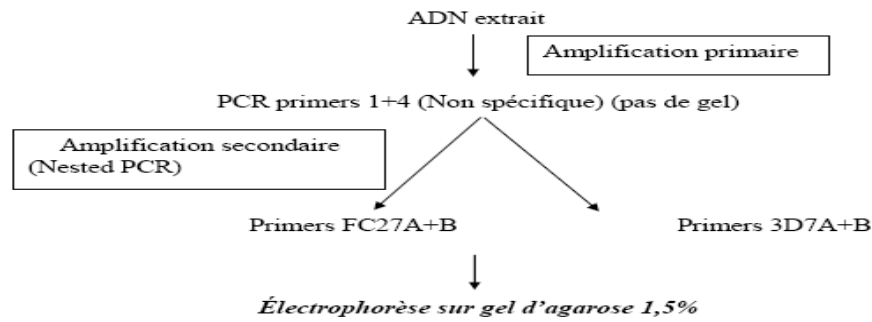 ADN extrait
Amplification primaire
PCR primers 1+4 (Non spécifique) (pas de gel)
Amplification secondaire
(Nested PCR)
Primers FC27A+B
Primers 3D7A+B
Électrophorèse sur gel d’agarose 1,5%